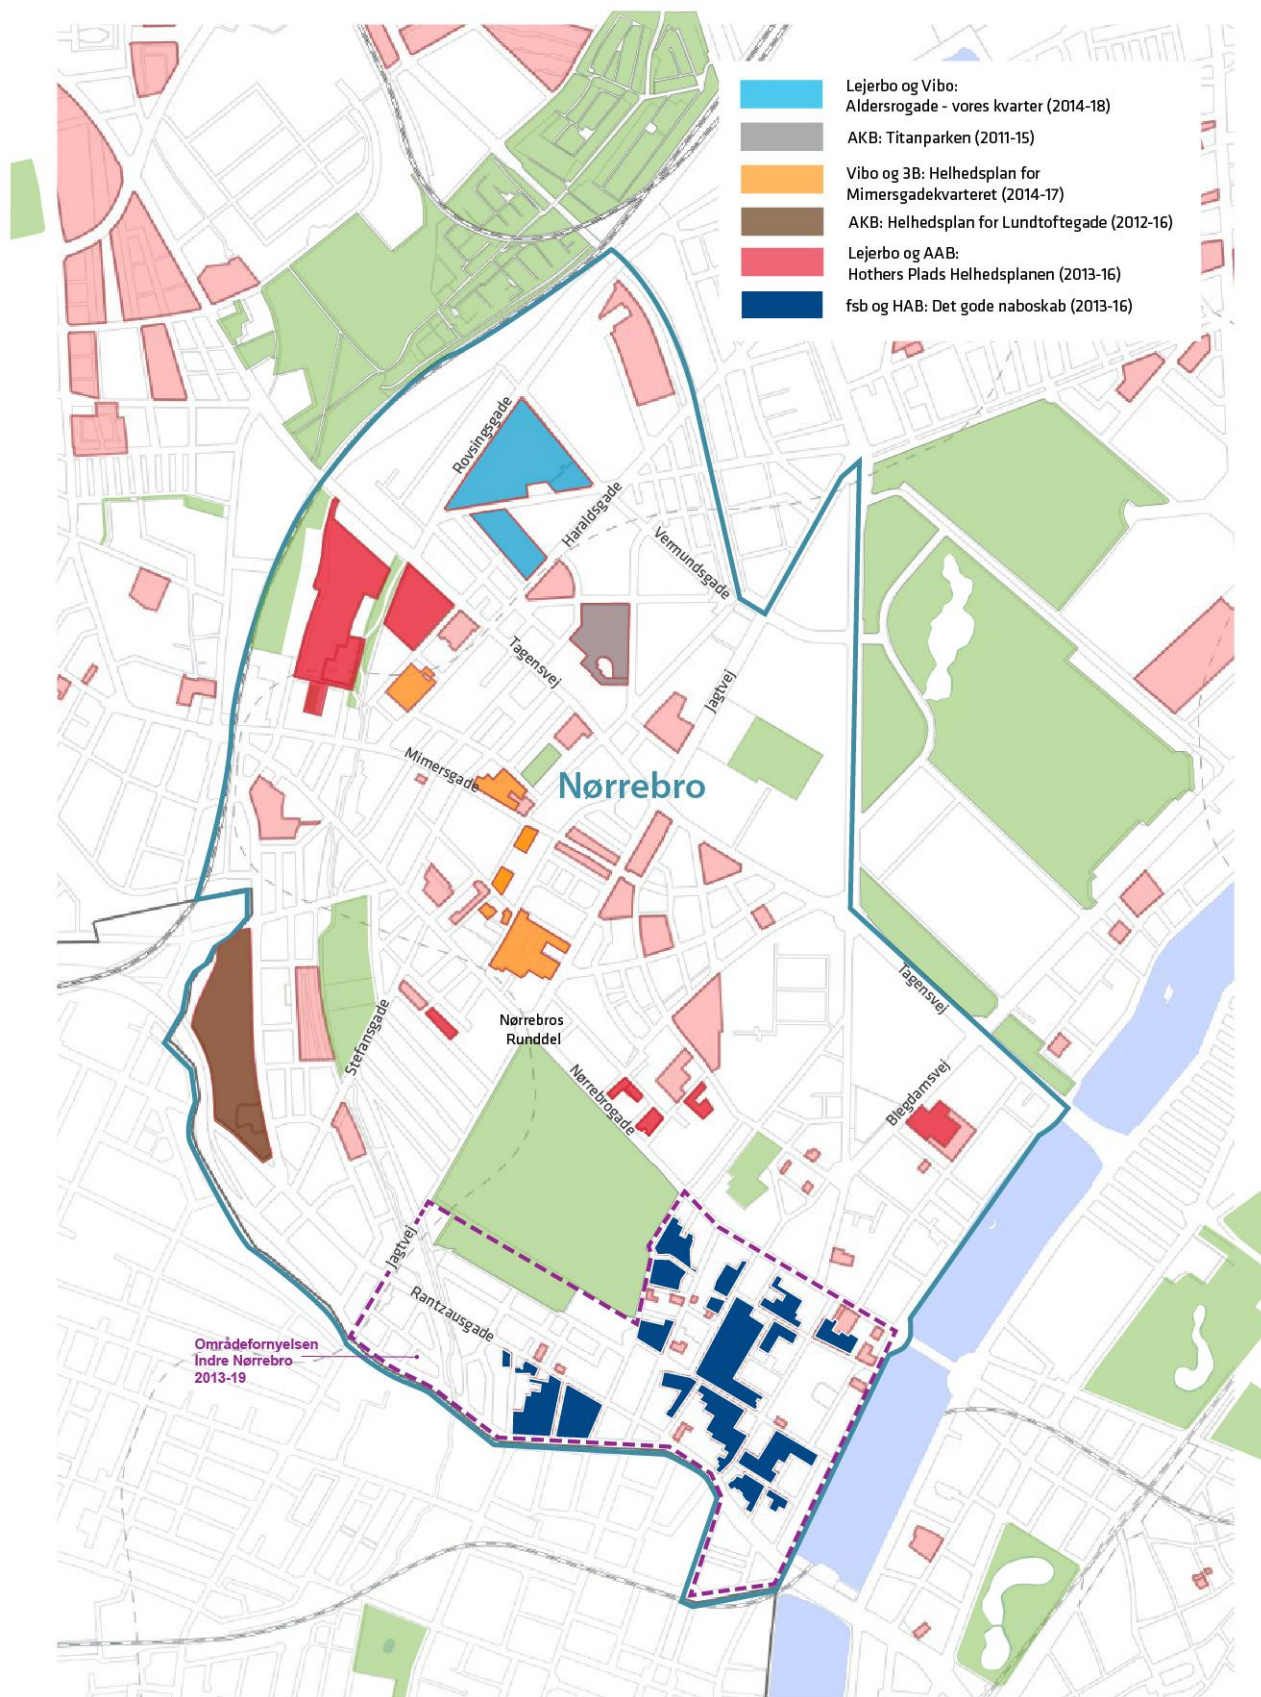 Lejerbo og Vibo:
Aldersrogade - vores kvarter (2014-18)
AKB: Titanparken (2011-15)
Vibo og 3B: Helhedsplan for
Mimersgadekvarteret (2014-17)
AKB: Helhedsplan for Lundtoftegade (2012-16)
Lejerbo og AAB:
Hothers Plads Helhedsplanen (2013-16)
fsb og HAB: Det gode naboskab (2013-16)
Rovsingsgade
Haraldsgade
Vermundsgade
Tagensvej
Jagtvej
Mimersgade
Nørrebro
Tagensvej
Stefansgade
Nørrebros
Runddel
Nørrebrogade
Blegdamsvej
Jagtvej
Rantzausgade
Områdefornyelsen
Indre Nørrebro
2013-19